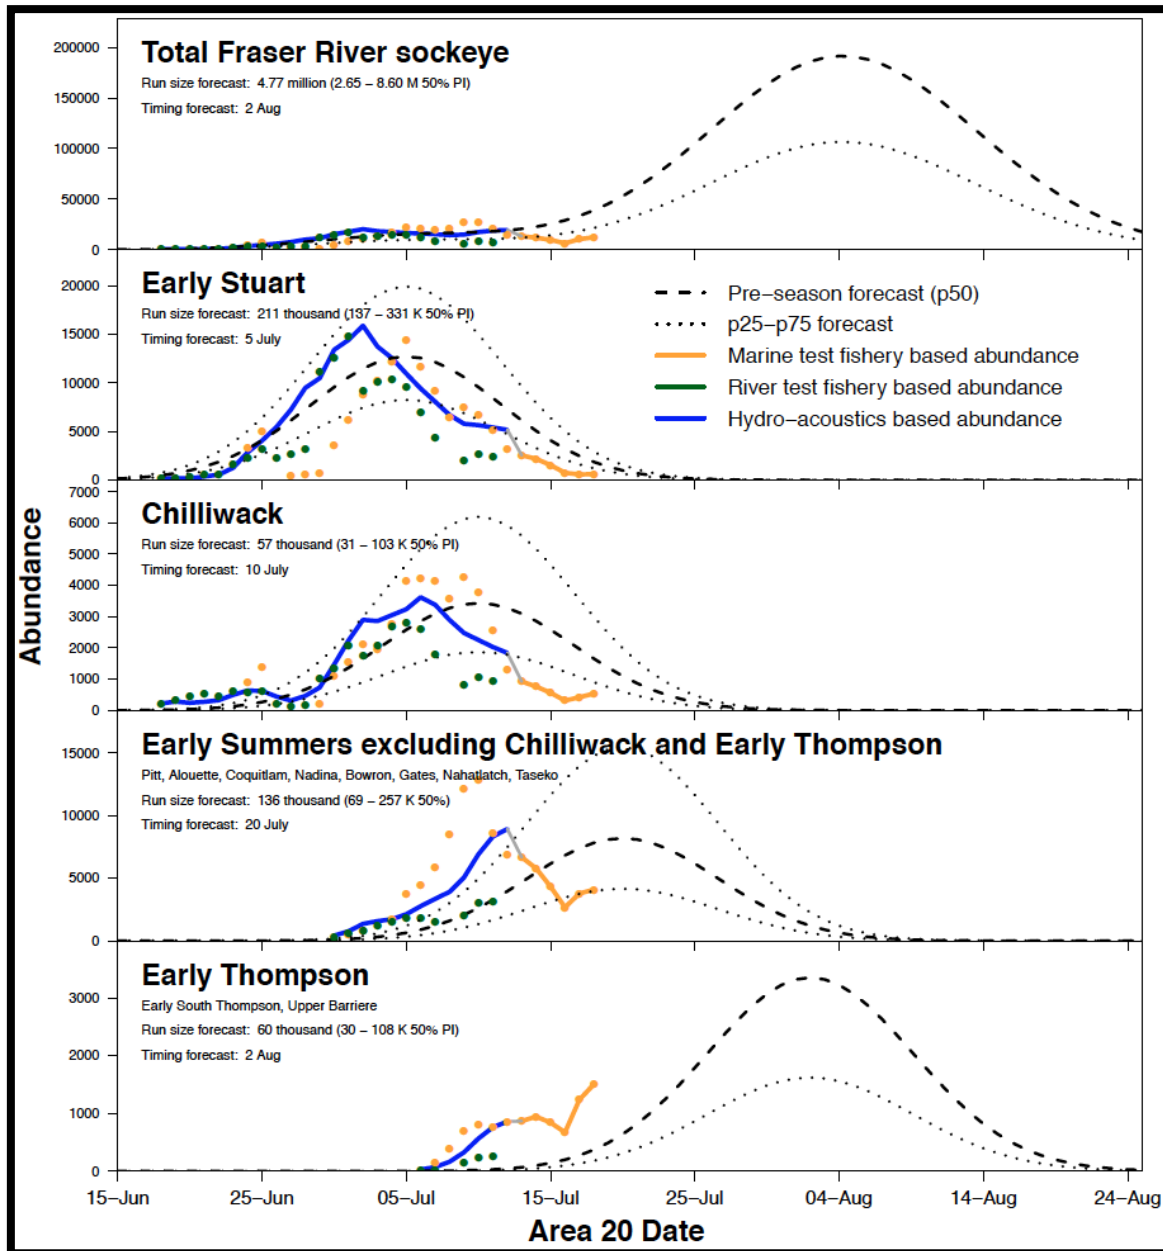 Abundance
Total Fraser River sockeye
Run size forecast: 4.77 million (2.65 – 8.60 M 50% PI)
Timing forecast: 2 Aug
200000
150000
100000
50000
0
Early Stuart
Run size forecast: 211 thousand (137 – 331 K 50% PI)
Timing forecast: 5 July
20000
15000
10000
5000
0
Pre–season forecast (p50)
p25–p75 forecast
Marine test fishery based abundance
River test fishery based abundance
Hydro–acoustics based abundance
Chilliwack
Run size forecast: 57 thousand (31 – 103 K 50% PI)
Timing forecast: 10 July
7000
6000
5000
4000
3000
2000
1000
0
Early Summers excluding Chilliwack and Early Thompson
Pitt, Alouette, Coquitlam, Nadina, Bowron, Gates, Nahatlatch, Taseko
Run size forecast: 136 thousand (69 – 257 K 50%)
Timing forecast: 20 July
15000
10000
5000
0
Early Thompson
Early South Thompson, Upper Barriere
Run size forecast: 60 thousand (30 – 108 K 50% PI)
Timing forecast: 2 Aug
3000
2000
1000
0
15–Jun 25–Jun 05–Jul 15–Jul 25–Jul 04–Aug 14–Aug 24–Aug
Area 20 Date